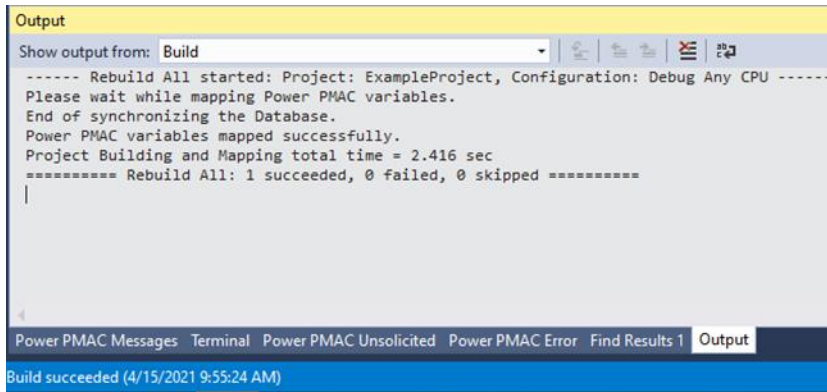 Output
Show output from: Build
------ Rebuild All started: Project: ExampleProject, Configuration: Debug Any CPU -----
Please wait while mapping Power PMAC variables.
End of synchronizing the Database.
Power PMAC variables mapped successfully.
Project Building and Mapping total time = 2.416 sec
========== Rebuild All: 1 succeeded, 0 failed, 0 skipped ==========
Power PMAC Messages Terminal Power PMAC Unsolicited Power PMAC Error Find Results 1 Output
Build succeeded (4/15/2021 9:55:24 AM)